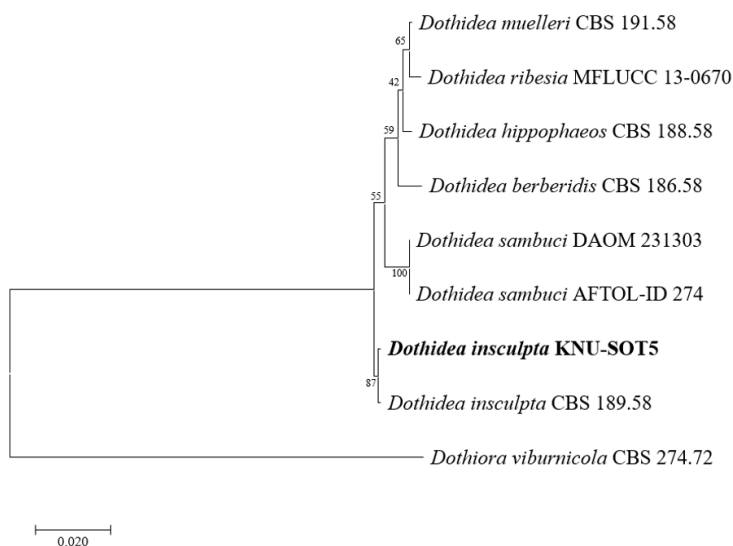 Dothidea muelleri CBS 191.58
65
Dothidea ribesia MFLUCC 13-0670
42
Dothidea hippophaeos CBS 188.58
59
Dothidea berberidis CBS 186.58
55
Dothidea sambuci DAOM 231303
100
Dothidea sambuci AFTOL-ID 274
Dothidea insculpta KNU-SOT5
87
Dothidea insculpta CBS 189.58
Dothiora viburnicola CBS 274.72
0.020